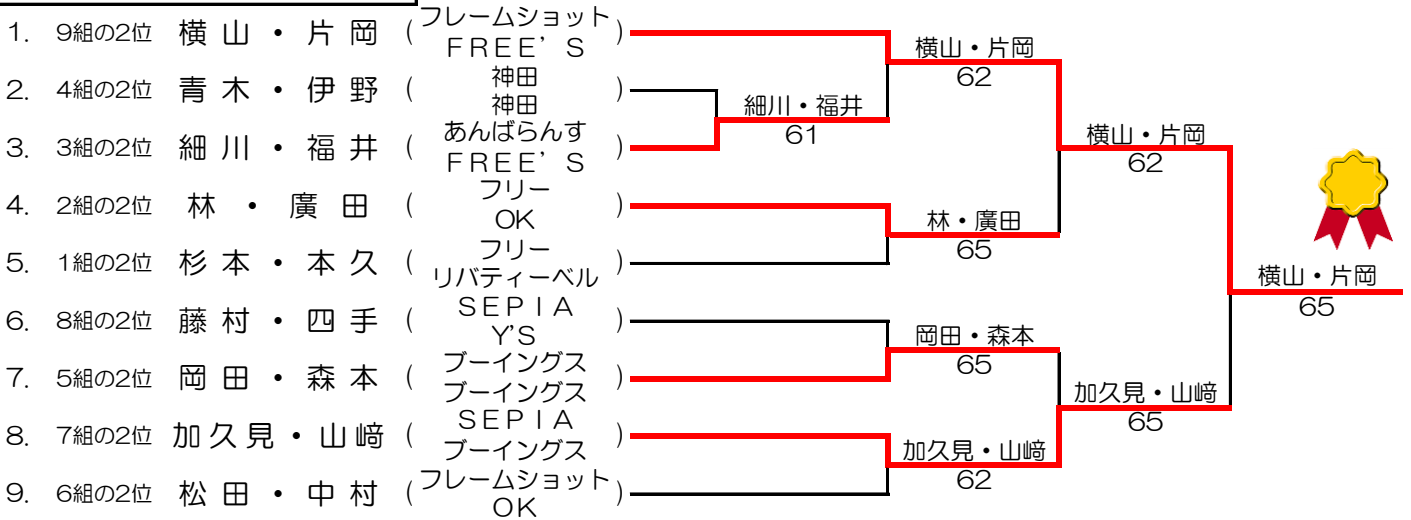 1. 9組の2位 横山・片岡 (フレームショット FREE'S)
2. 4組の2位 青木・伊野 (神田 神田)
3. 3組の2位 細川・福井 (あんばらんす FREE'S)
4. 2組の2位 林・廣田 (フリー OK)
5. 1組の2位 杉本・本久 (フリー リバティーベル)
6. 8組の2位 藤村・四手 (SEPIA Y'S)
7. 5組の2位 岡田・森本 (ブーイングス ブーイングス)
8. 7組の2位 加久見・山﨑 (SEPIA ブーイングス)
9. 6組の2位 松田・中村 (フレームショット OK)
細川・福井
61
横山・片岡
62
林・廣田
65
岡田・森本
65
加久見・山﨑
62
横山・片岡
62
加久見・山﨑
65
横山・片岡
65